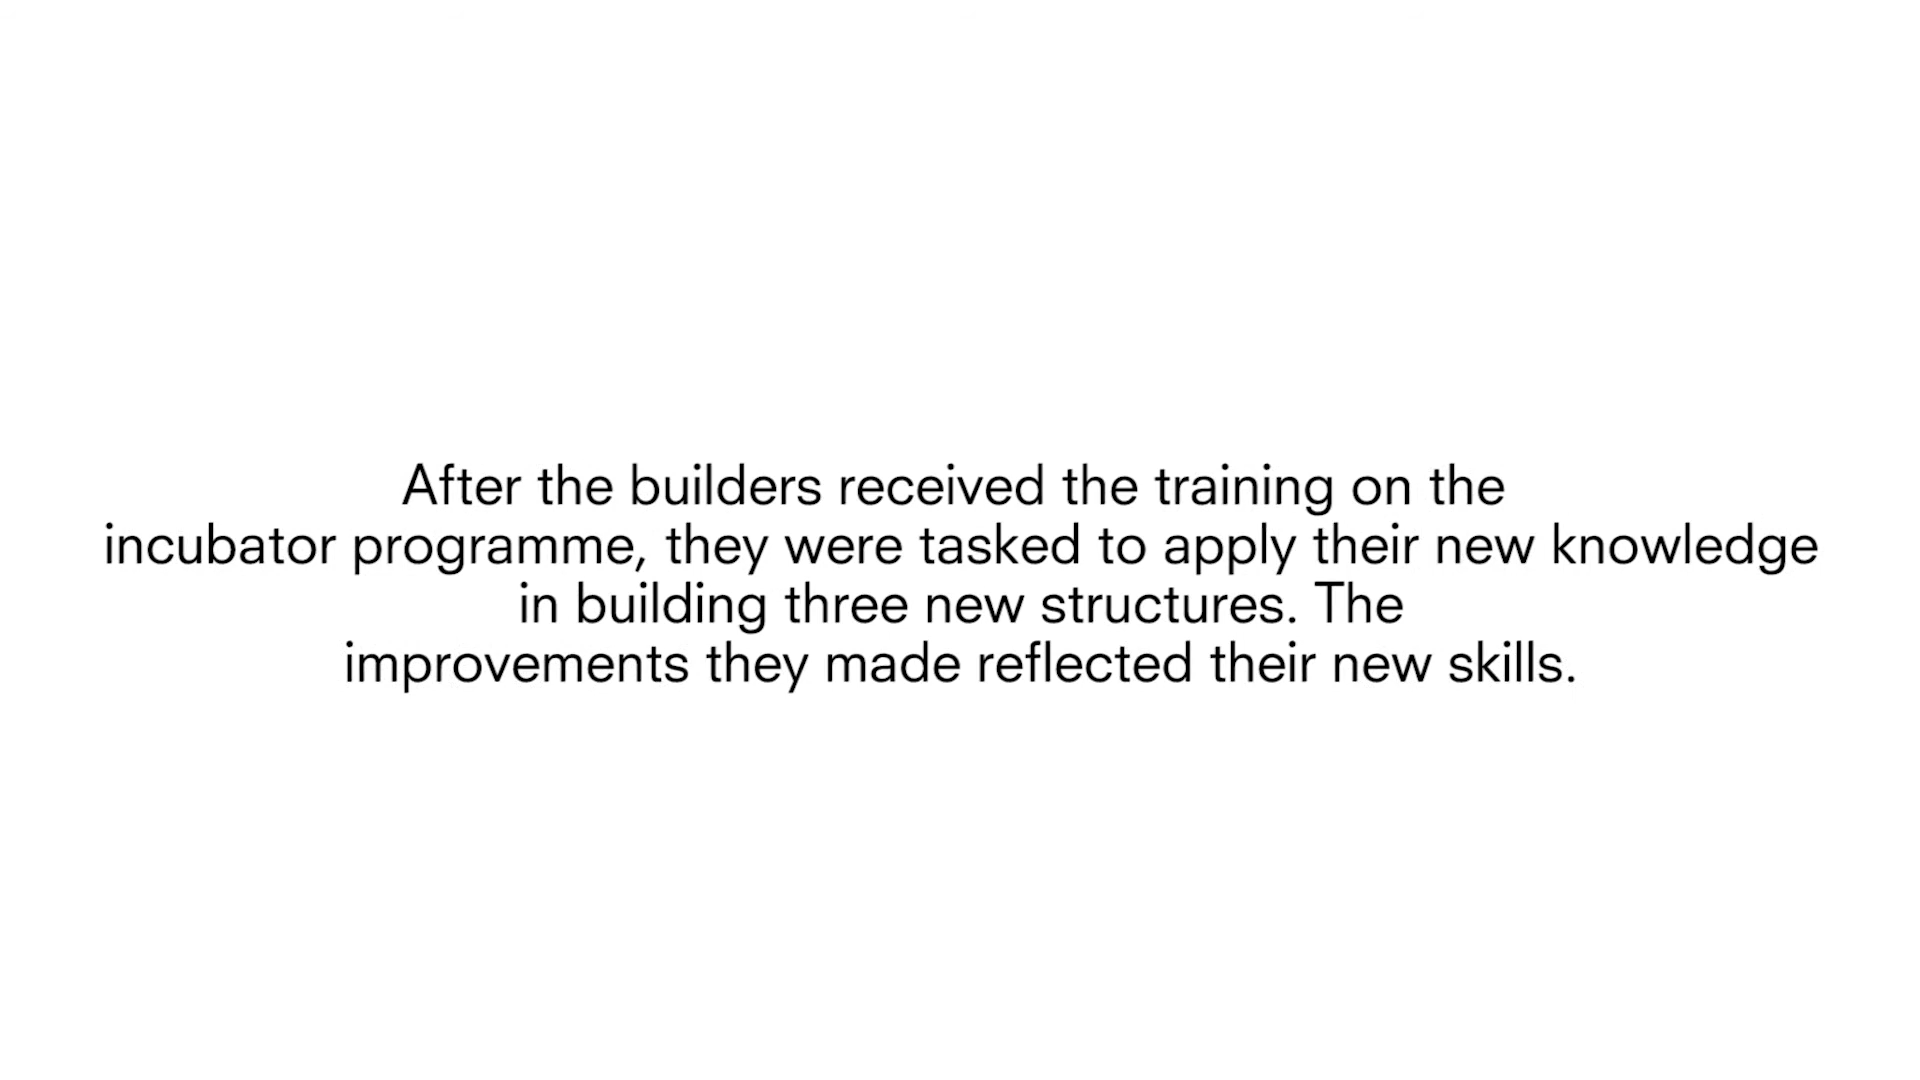 After the builders received the training on the
incubator programme, they were tasked to apply their new knowledge
in building three new structures. The
improvements they made reflected their new skills.